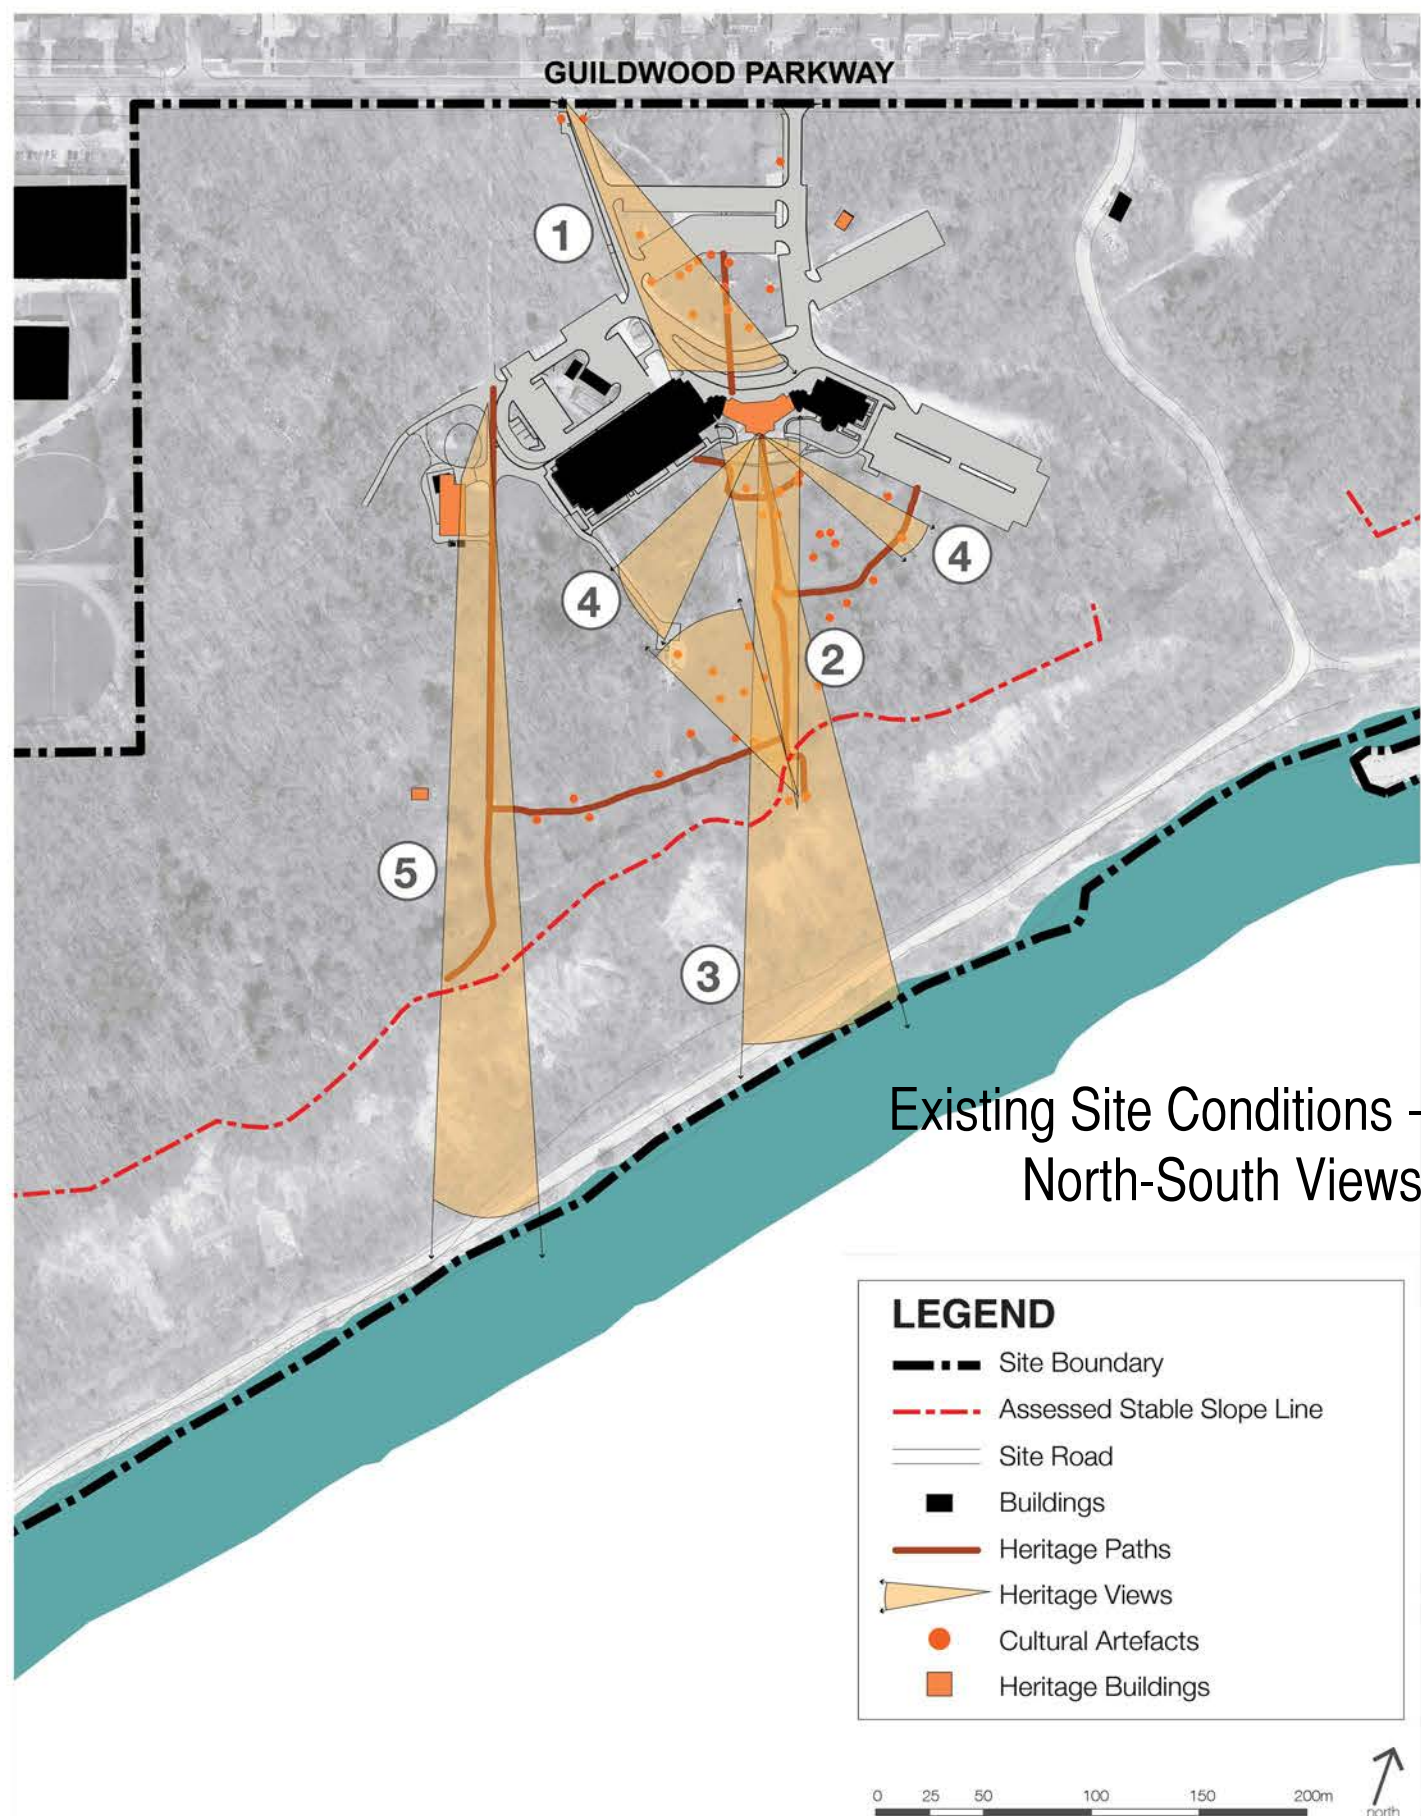 GUILDWOOD PARKWAY
1
4
4
2
5
3
Existing Site Conditions -
North-South Views
LEGEND
Site Boundary
Assessed Stable Slope Line
Site Road
Buildings
Heritage Paths
Heritage Views
Cultural Artefacts
Heritage Buildings
0 25 50 100 150 200m
north